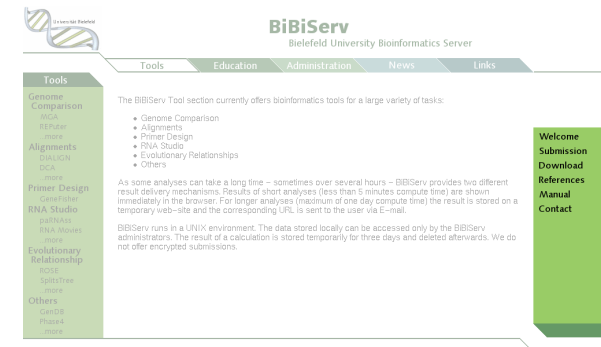 Universität Bielefeld
BiBiServ
Bielefeld University Bioinformatics Server
Tools
Education
Administration
News
Links
Tools
Genome
Comparison
MGA
REPuter
...more
Alignments
DIALIGN
DCA
...more
Primer Design
GeneFisher
RNA Studio
paRNAss
RNA Movies
...more
Evolutionary
Relationship
ROSE
SplitsTree
...more
Others
GenDB
Phase4
...more
The BiBiServ Tool section currently offers bioinformatics tools for a large variety of tasks:
Genome Comparison
Alignments
Primer Design
RNA Studio
Evolutionary Relationships
Others
As some analyses can take a long time – sometimes over several hours – BiBiServ provides two different
result delivery mechanisms. Results of short analyses (less than 5 minutes compute time) are shown
immediately in the browser. For longer analyses (maximum of one day compute time) the result is stored on a
temporary web-site and the corresponding URL is sent to the user via E-mail.
BiBiServ runs in a UNIX environment. The data stored locally can be accessed only by the BiBiServ
administrators. The result of a calculation is stored temporarily for three days and deleted afterwards. We do
not offer encrypted submissions.
Welcome
Submission
Download
References
Manual
Contact